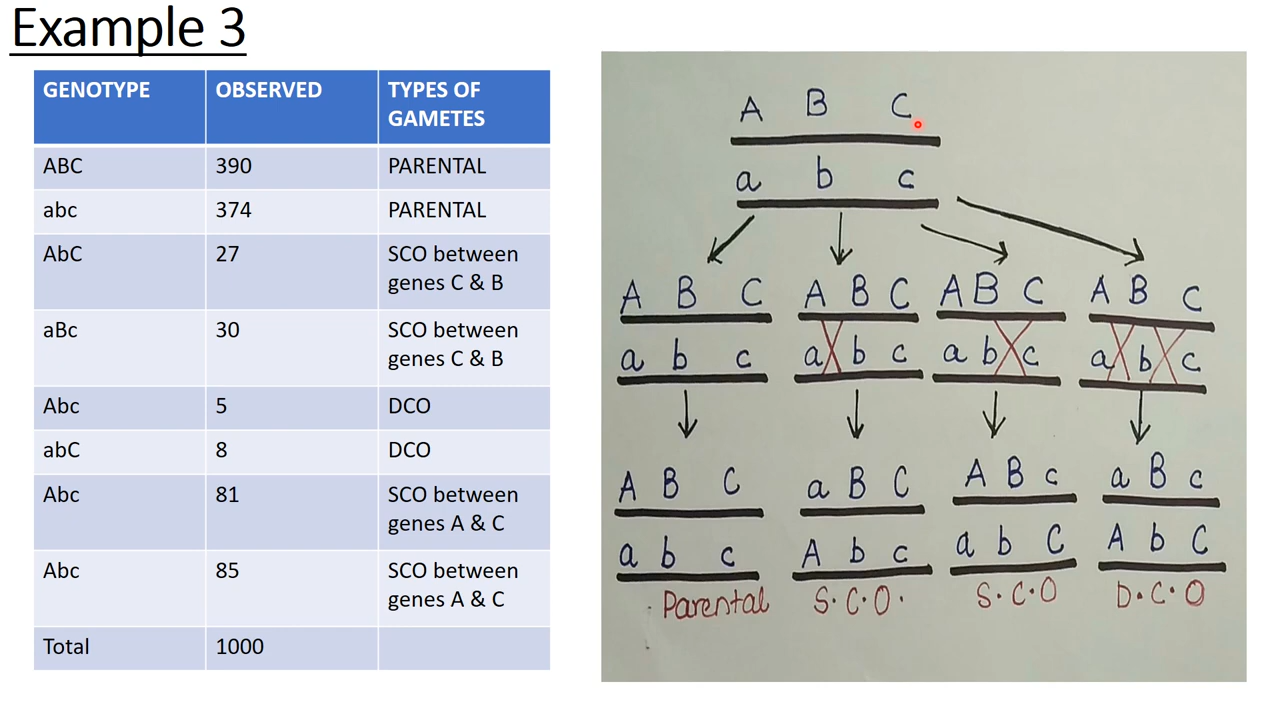 Example 3
GENOTYPE OBSERVED TYPES OF
GAMETES
ABC 390 PARENTAL
abc 374 PARENTAL
AbC 27 SCO between
genes C & B
aBc 30 SCO between
genes C & B
Abc 5 DCO
abC 8 DCO
Abc 81 SCO between
genes A & C
Abc 85 SCO between
genes A & C
Total 1000
A B C
a b c
A B C A B C A B C A B C
a b c a b c a b c a b c
A B C a B C A B c a B c
a b c A b c a b C A b C
Parental S.C.O. S.C.O D.C.O